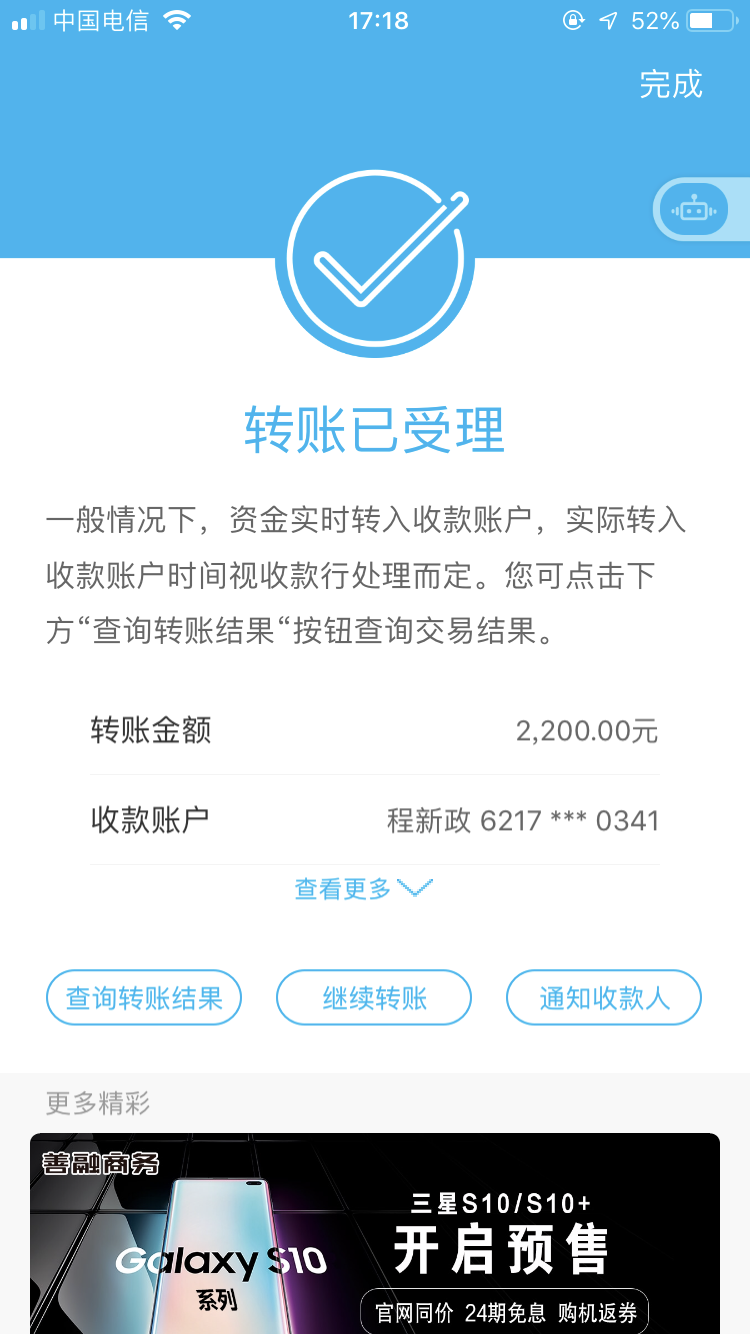 中国电信 17:18 52%
完成
转账已受理
一般情况下，资金实时转入收款账户，实际转入
收款账户时间视收款行处理而定。您可点击下
方“查询转账结果“按钮查询交易结果。
转账金额 2,200.00元
收款账户 程新政 6217 *** 0341
查看更多
查询转账结果 继续转账 通知收款人
更多精彩
善融商务
三星S10/S10+
开启预售
Galaxy S10
系列
官网同价 24期免息 购机返券